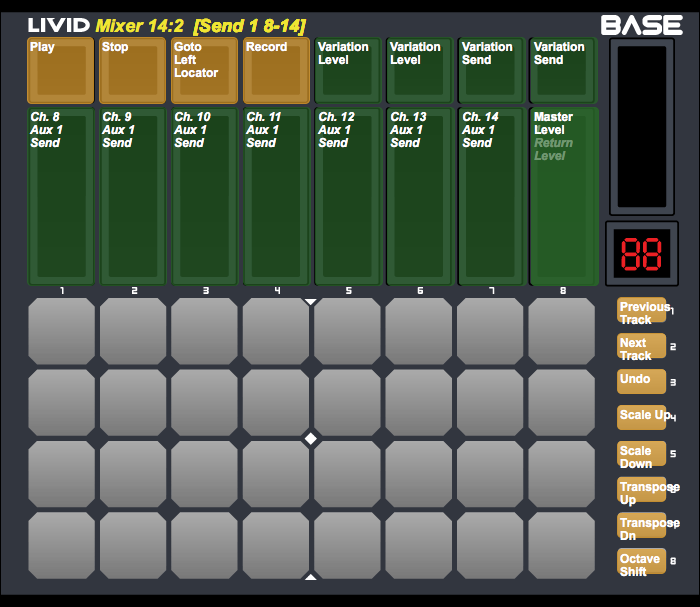 LIVID Mixer 14:2 [Send 1 8-14] BASE
Play
Stop
Goto
Left
Locator
Record
Variation
Level
Variation
Level
Variation
Send
Variation
Send
Ch. 8
Aux 1
Send
Ch. 9
Aux 1
Send
Ch. 10
Aux 1
Send
Ch. 11
Aux 1
Send
Ch. 12
Aux 1
Send
Ch. 13
Aux 1
Send
Ch. 14
Aux 1
Send
Master
Level
Return
Level
88
1 2 3 4 5 6 7 8
Previous 1
Track
Next
Track 2
Undo 3
Scale Up 4
Scale 5
Down
Transpose
Up
Transpose
Dn
Octave 8
Shift